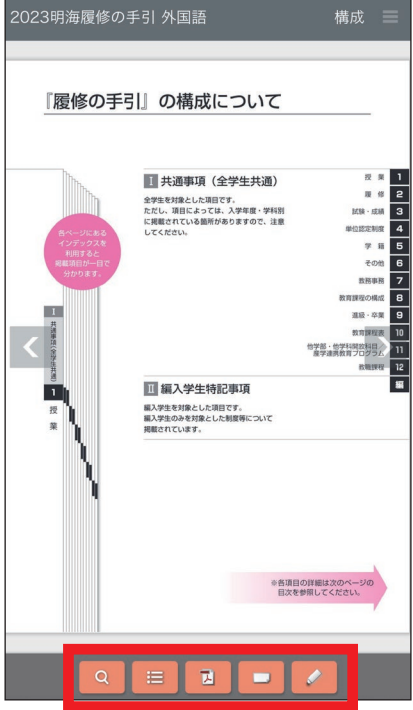 2023明海履修の手引 外国語
構成
『履修の手引』の構成について
各ページにある
インデックスを
利用すると
掲載項目が一目で
分かります。
I
共通事項（全学生共通）
1
授業
I 共通事項（全学生共通）
全学生を対象とした項目です。
ただし、項目によっては、入学年度・学科別
に掲載されている箇所がありますので、注意
してください。
授業 1
履修 2
試験・成績 3
単位認定制度 4
学籍 5
その他 6
教務事務 7
教育課程の構成 8
進級・卒業 9
教育課程表 10
他学部・他学科開放科目
産学連携教育プログラム 11
教職課程 12
編
II 編入学生特記事項
編入学生を対象とした項目です。
編入学生のみを対象とした制度等について
掲載されています。
※各項目の詳細は次のページの
目次を参照してください。